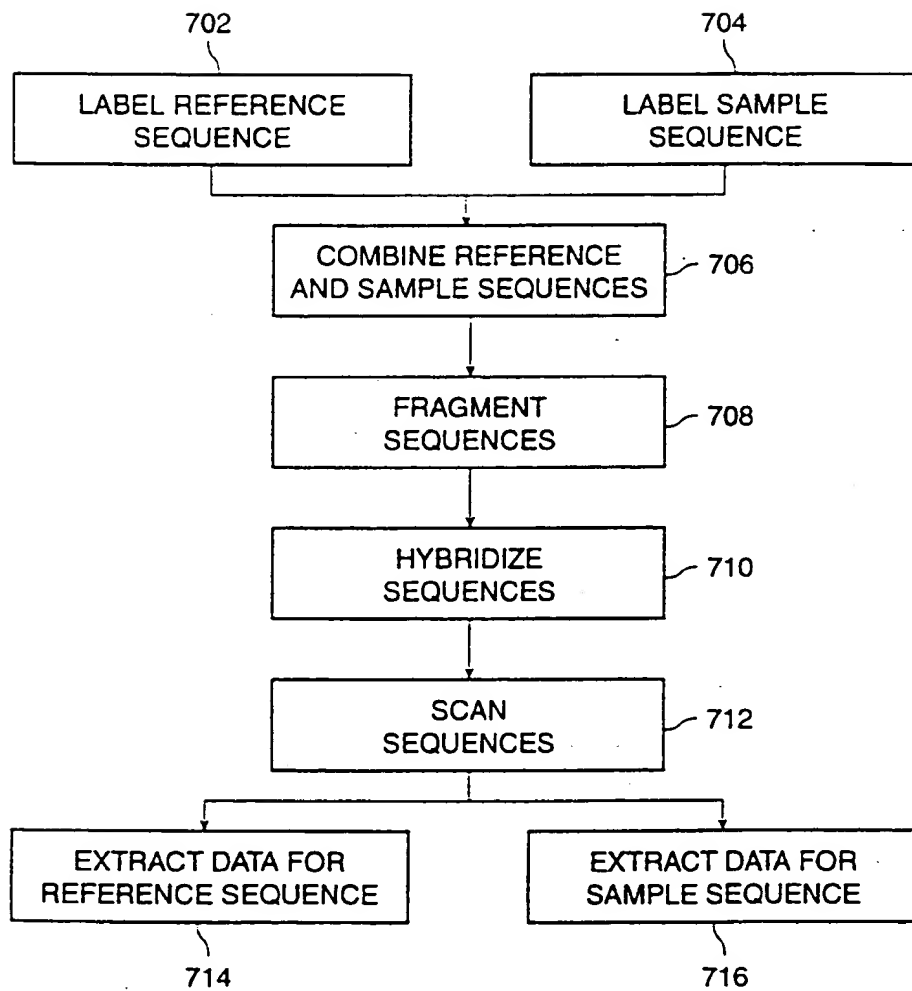 702
704
LABEL REFERENCE
SEQUENCE
LABEL SAMPLE
SEQUENCE
COMBINE REFERENCE
AND SAMPLE SEQUENCES
706
FRAGMENT
SEQUENCES
708
HYBRIDIZE
SEQUENCES
710
SCAN
SEQUENCES
712
EXTRACT DATA FOR
REFERENCE SEQUENCE
EXTRACT DATA FOR
SAMPLE SEQUENCE
714
716